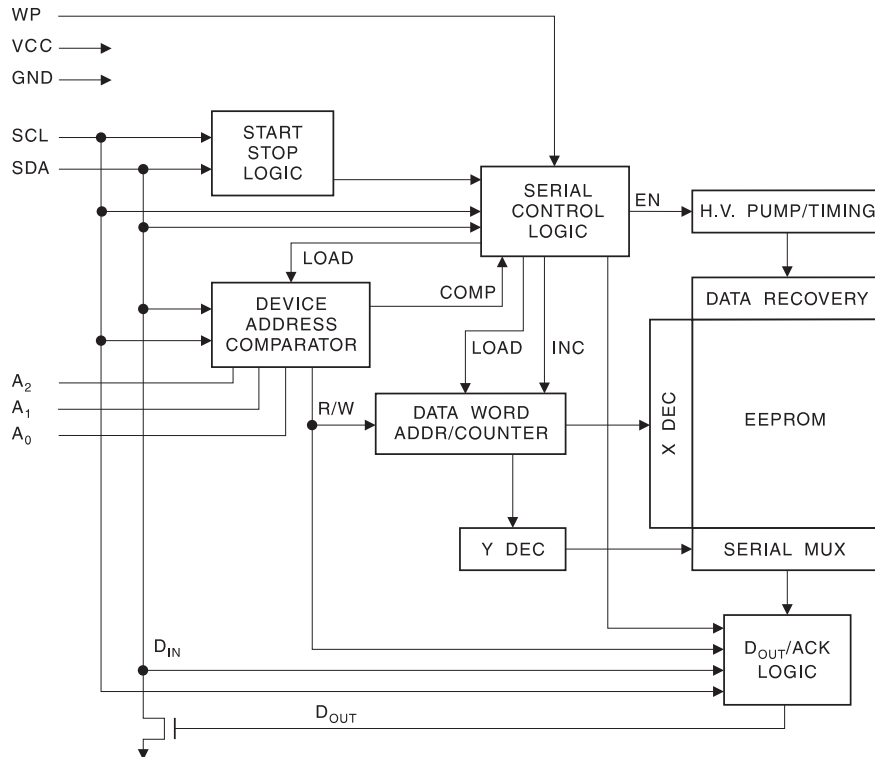 WP
VCC
GND
SCL
SDA
START
STOP
LOGIC
SERIAL
CONTROL
LOGIC
EN
H.V. PUMP/TIMING
LOAD
COMP
DATA RECOVERY
DEVICE
ADDRESS
COMPARATOR
LOAD
INC
A2
A1
A0
R/W
DATA WORD
ADDR/COUNTER
X DEC
EEPROM
Y DEC
SERIAL MUX
DIN
DOUT/ACK
LOGIC
DOUT